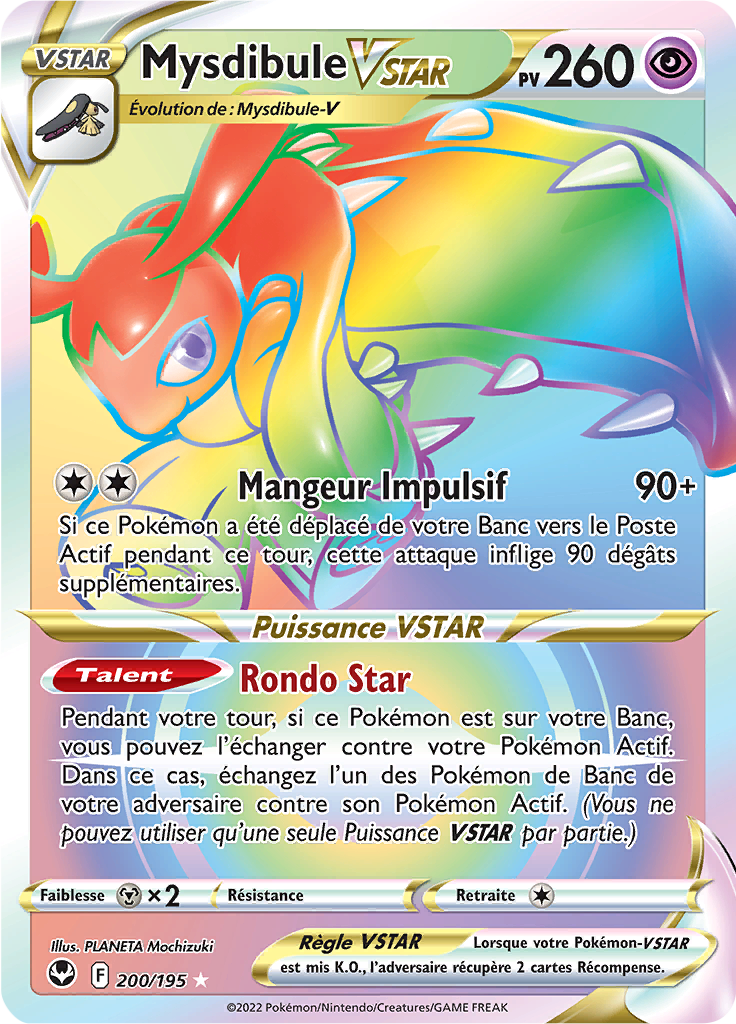 VSTAR
Mysdibule VSTAR
PV 260
Évolution de : Mysdibule-V
Mangeur Impulsif 90+
Si ce Pokémon a été déplacé de votre Banc vers le Poste
Actif pendant ce tour, cette attaque inflige 90 dégâts
supplémentaires.
Puissance VSTAR
Talent Rondo Star
Pendant votre tour, si ce Pokémon est sur votre Banc,
vous pouvez l'échanger contre votre Pokémon Actif.
Dans ce cas, échangez l'un des Pokémon de Banc de
votre adversaire contre son Pokémon Actif. (Vous ne
pouvez utiliser qu'une seule Puissance VSTAR par partie.)
Faiblesse ×2 Résistance Retraite
Illus. PLANETA Mochizuki
F 200/195 ★
Règle VSTAR Lorsque votre Pokémon-VSTAR
est mis K.O., l'adversaire récupère 2 cartes Récompense.
©2022 Pokémon/Nintendo/Creatures/GAME FREAK